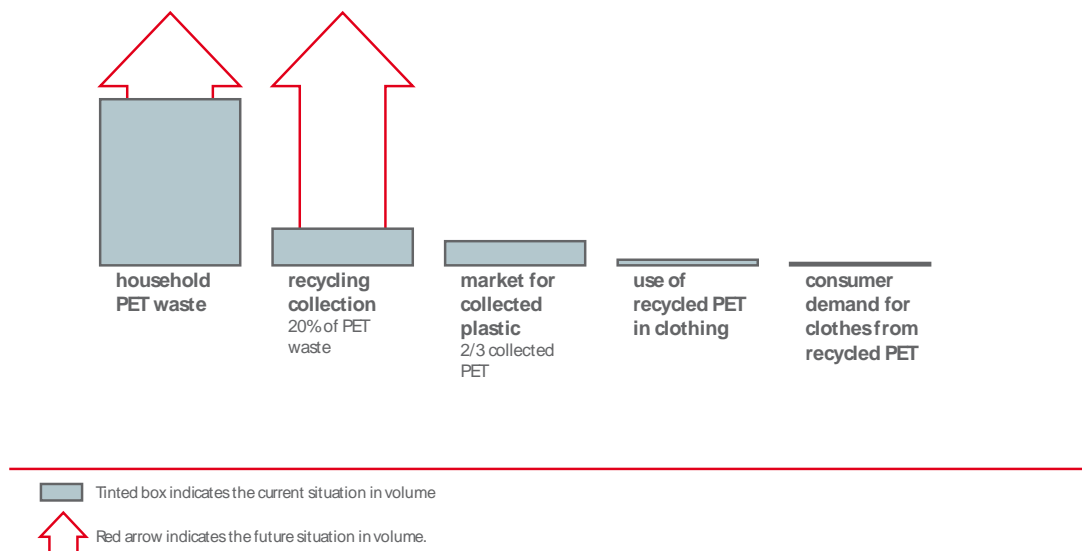 household
PET waste
recycling
collection
20% of PET
waste
market for
collected
plastic
2/3 collected
PET
use of
recycled PET
in clothing
consumer
demand for
clothes from
recycled PET
Tinted box indicates the current situation in volume
Red arrow indicates the future situation in volume.